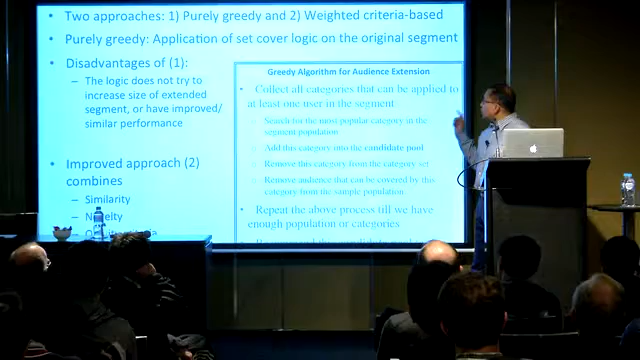 • Two approaches: 1) Purely greedy and 2) Weighted criteria-based
• Purely greedy: Application of set cover logic on the original segment
• Disadvantages of (1):
– The logic does not try to
increase size of extended
segment, or have improved/
similar performance
• Improved approach (2)
combines
– Similarity
– Novelty
Greedy Algorithm for Audience Extension
• Collect all categories that can be applied to
at least one user in the segment
Search for the most popular category in the
segment population
Add this category into the candidate pool
Remove this category from the category set
Remove audience that can be covered by this
category from the sample population
• Repeat the above process till we have
enough population or categories